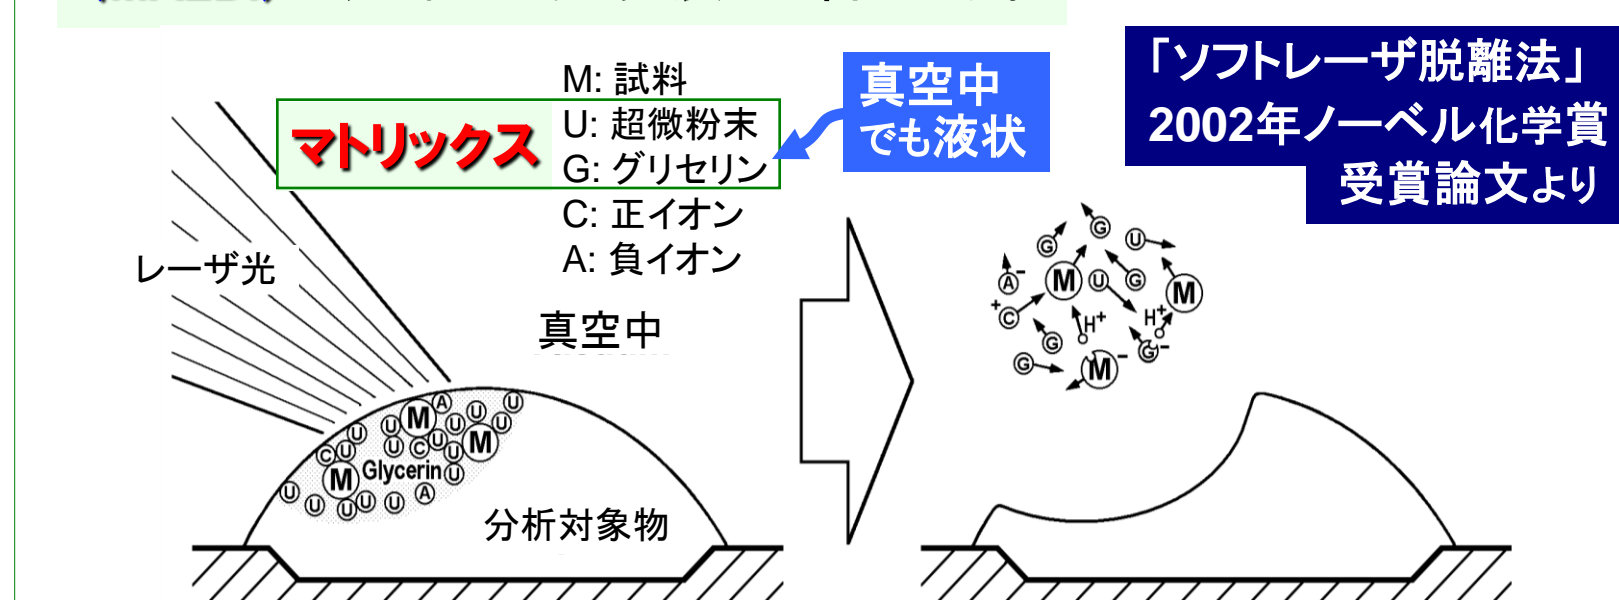 「ソフトレーザ脱離法」
2002年ノーベル化学賞
受賞論文より
真空中
でも液状
M: 試料
マトリックス
U: 超微粉末
G: グリセリン
C: 正イオン
A: 負イオン
レーザ光
真空中
G
G
U
A -
M
U
G
M
+ C
H+
H+
G
G -
G
M -
A
U
U
M
U
U
U
U
U
U
C
U
M
C
U
U
Glycerin
U
M
U
U
U
U
U
A
分析対象物